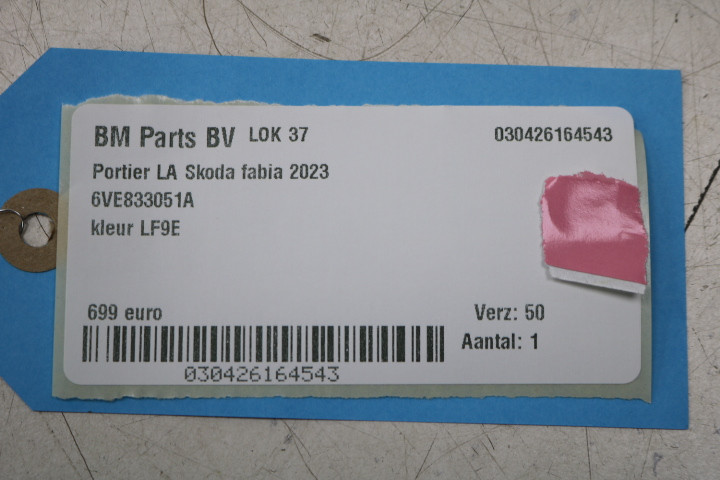 BM Parts BV LOK 37 030426164543
Portier LA Skoda fabia 2023
6VE833051A
kleur LF9E
699 euro Verz: 50
Aantal: 1
030426164543